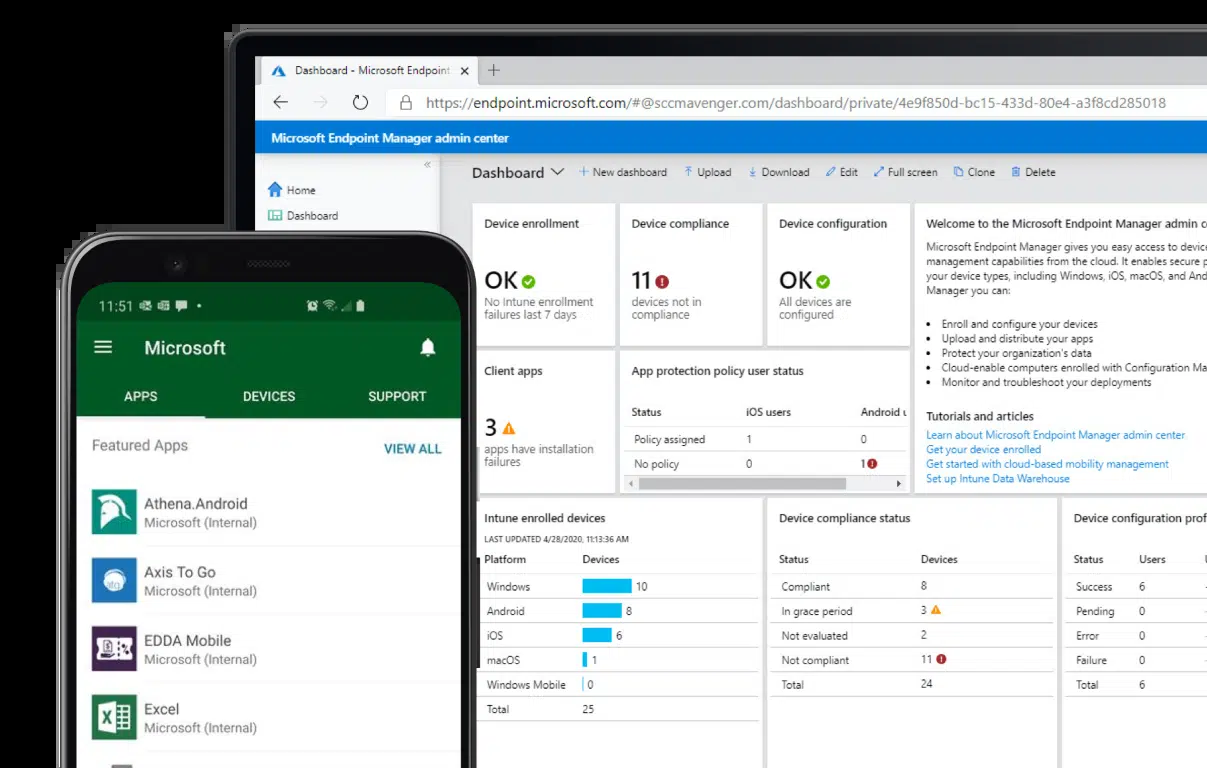 Dashboard - Microsoft Endpoint
https://endpoint.microsoft.com/#@sccmavenger.com/dashboard/private/4e9f850d-bc15-433d-80e4-a3f8cd285018
Microsoft Endpoint Manager admin center
«
Home
Dashboard
Dashboard
New dashboard
Upload
Download
Edit
Full screen
Clone
Delete
Device enrollment
OK
No Intune enrollment
failures last 7 days
Device compliance
11
devices not in
compliance
Device configuration
OK
All devices are
configured
Welcome to the Microsoft Endpoint Manager admin c
Microsoft Endpoint Manager gives you easy access to device
management capabilities from the cloud. It enables secure p
your device types, including Windows, iOS, macOS, and And
Manager you can:
• Enroll and configure your devices
• Upload and distribute your apps
• Protect your organization's data
• Cloud-enable computers enrolled with Configuration Ma
• Monitor and troubleshoot your deployments
Tutorials and articles
Learn about Microsoft Endpoint Manager admin center
Get your device enrolled
Get started with cloud-based mobility management
Set up Intune Data Warehouse
Client apps
3
apps have installation
failures
App protection policy user status
Status iOS users Android u
Policy assigned 1 0
No policy 0 1
Intune enrolled devices
LAST UPDATED 4/28/2020, 11:13:36 AM
Platform Devices
Windows 10
Android 8
iOS 6
macOS 1
Windows Mobile 0
Total 25
Device compliance status
Status Devices
Compliant 8
In grace period 3
Not evaluated 2
Not compliant 11
Total 24
Device configuration prof
Status Users
Success 6
Pending 0
Error 0
Failure 0
Total 6
11:51
Microsoft
APPS DEVICES SUPPORT
Featured Apps VIEW ALL
Athena.Android
Microsoft (Internal)
Axis To Go
Microsoft (Internal)
EDDA Mobile
Microsoft (Internal)
Excel
Microsoft (Internal)